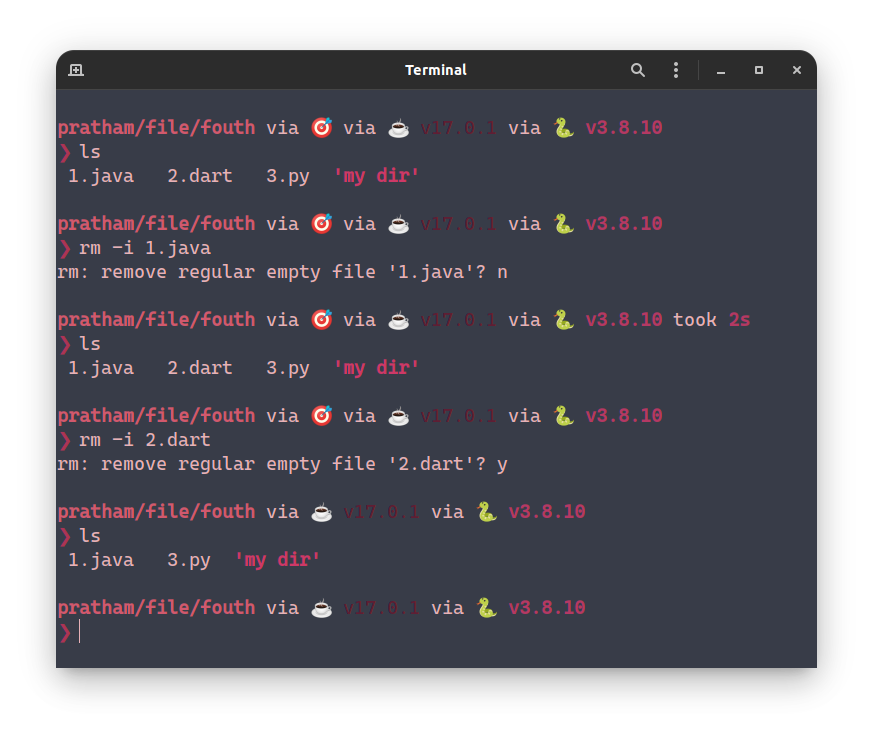 Terminal
pratham/file/fouth via 🎯 via ☕ v17.0.1 via 🐍 v3.8.10
❯ ls
1.java 2.dart 3.py 'my dir'
pratham/file/fouth via 🎯 via ☕ v17.0.1 via 🐍 v3.8.10
❯ rm -i 1.java
rm: remove regular empty file '1.java'? n
pratham/file/fouth via 🎯 via ☕ v17.0.1 via 🐍 v3.8.10 took 2s
❯ ls
1.java 2.dart 3.py 'my dir'
pratham/file/fouth via 🎯 via ☕ v17.0.1 via 🐍 v3.8.10
❯ rm -i 2.dart
rm: remove regular empty file '2.dart'? y
pratham/file/fouth via ☕ v17.0.1 via 🐍 v3.8.10
❯ ls
1.java 3.py 'my dir'
pratham/file/fouth via ☕ v17.0.1 via 🐍 v3.8.10
❯